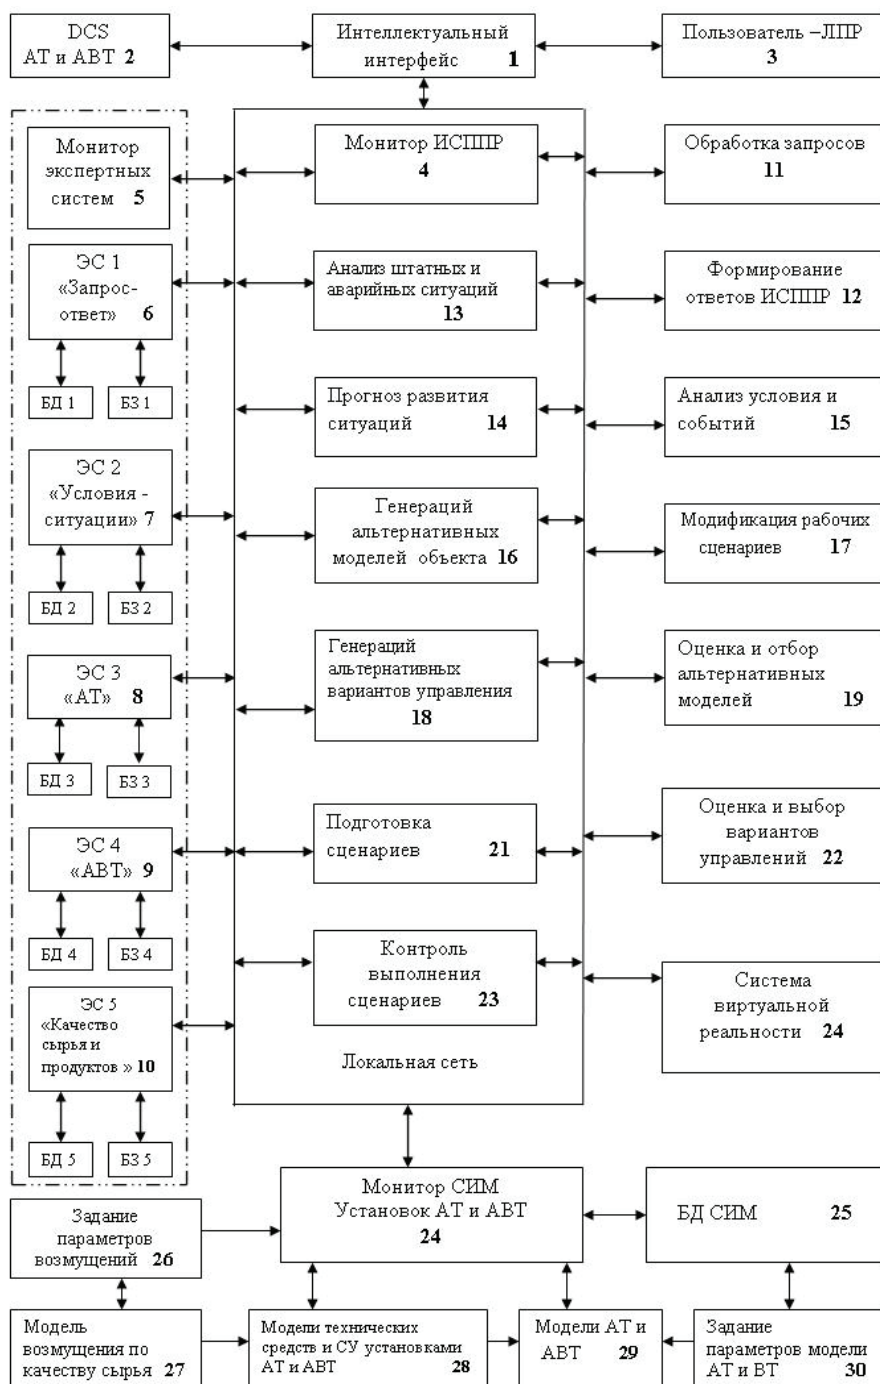 DCS
АТ и АВТ 2
Интеллектуальный
интерфейс 1
Пользователь –ЛПР
3
Монитор
экспертных
систем 5
Монитор ИСППР
4
Обработка запросов
11
ЭС 1
«Запрос-
ответ» 6
БД 1
БЗ 1
Анализ штатных и
аварийных ситуаций
13
Формирование
ответов ИСППР 12
Прогноз развития
ситуаций 14
Анализ условия и
событий 15
ЭС 2
«Условия -
ситуации» 7
БД 2
БЗ 2
Генераций
альтернативных
моделей объекта 16
Модификация рабочих
сценариев 17
ЭС 3
«АТ» 8
БД 3
БЗ 3
Генераций
альтернативных
вариантов управления
18
Оценка и отбор
альтернативных
моделей 19
ЭС 4
«АВТ» 9
БД 4
БЗ 4
Подготовка
сценариев 21
Оценка и выбор
вариантов
управлений 22
ЭС 5
«Качество
сырья и
продуктов » 10
БД 5
БЗ 5
Контроль
выполнения
сценариев 23
Система
виртуальной
реальности 24
Локальная сеть
Монитор СИМ
Установок АТ и АВТ
24
БД СИМ 25
Задание
параметров
возмущений 26
Модель
возмущения по
качеству сырья 27
Модели технических
средств и СУ установками
АТ и АВТ 28
Модели АТ и
АВТ 29
Задание
параметров модели
АТ и ВТ 30